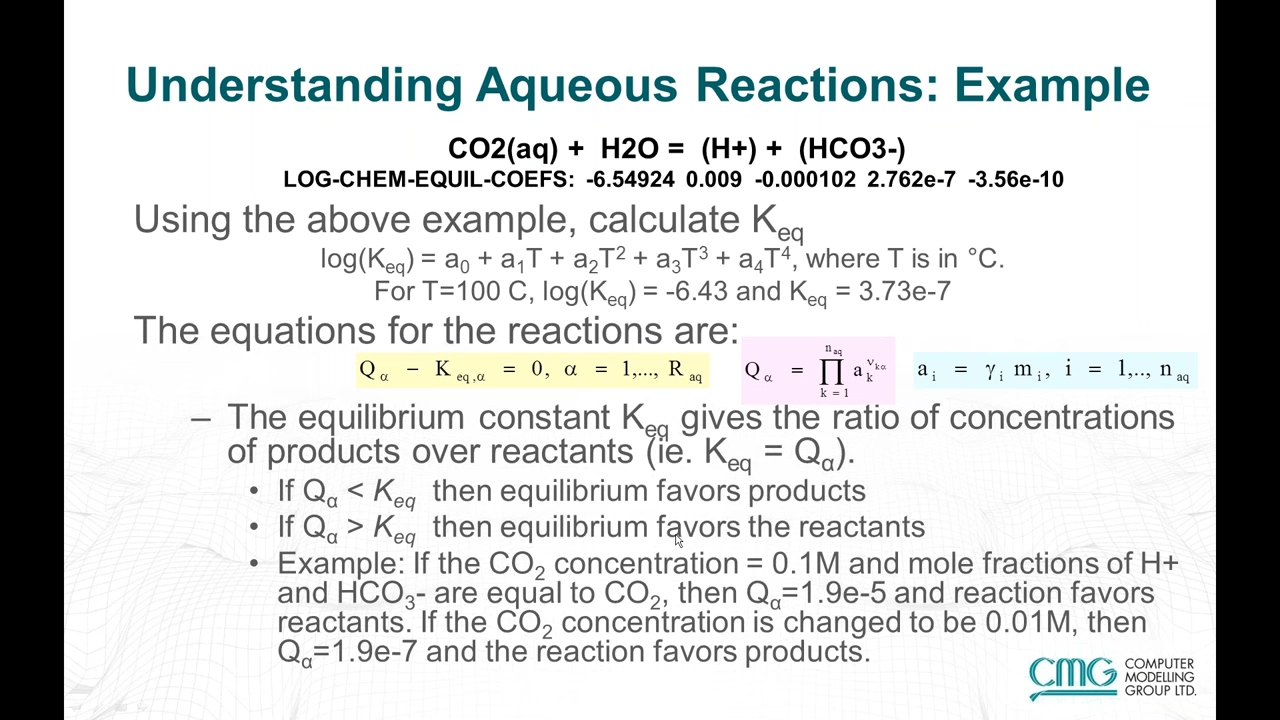 Understanding Aqueous Reactions: Example
CO2(aq) + H2O = (H+) + (HCO3-)
LOG-CHEM-EQUIL-COEFS: -6.54924 0.009 -0.000102 2.762e-7 -3.56e-10
Using the above example, calculate Keq
log(Keq) = a0 + a1T + a2T² + a3T³ + a4T⁴, where T is in °C.
For T=100 C, log(Keq) = -6.43 and Keq = 3.73e-7
The equations for the reactions are:
Qα − Keq,α = 0, α = 1,..., Raq
Qα = ∏ k=1 naq ak^νkα
ai = γi mi, i = 1,.., naq
– The equilibrium constant Keq gives the ratio of concentrations
of products over reactants (ie. Keq = Qα).
• If Qα < Keq then equilibrium favors products
• If Qα > Keq then equilibrium favors the reactants
• Example: If the CO2 concentration = 0.1M and mole fractions of H+
and HCO3- are equal to CO2, then Qα=1.9e-5 and reaction favors
reactants. If the CO2 concentration is changed to be 0.01M, then
Qα=1.9e-7 and the reaction favors products.
CMG
COMPUTER
MODELLING
GROUP LTD.